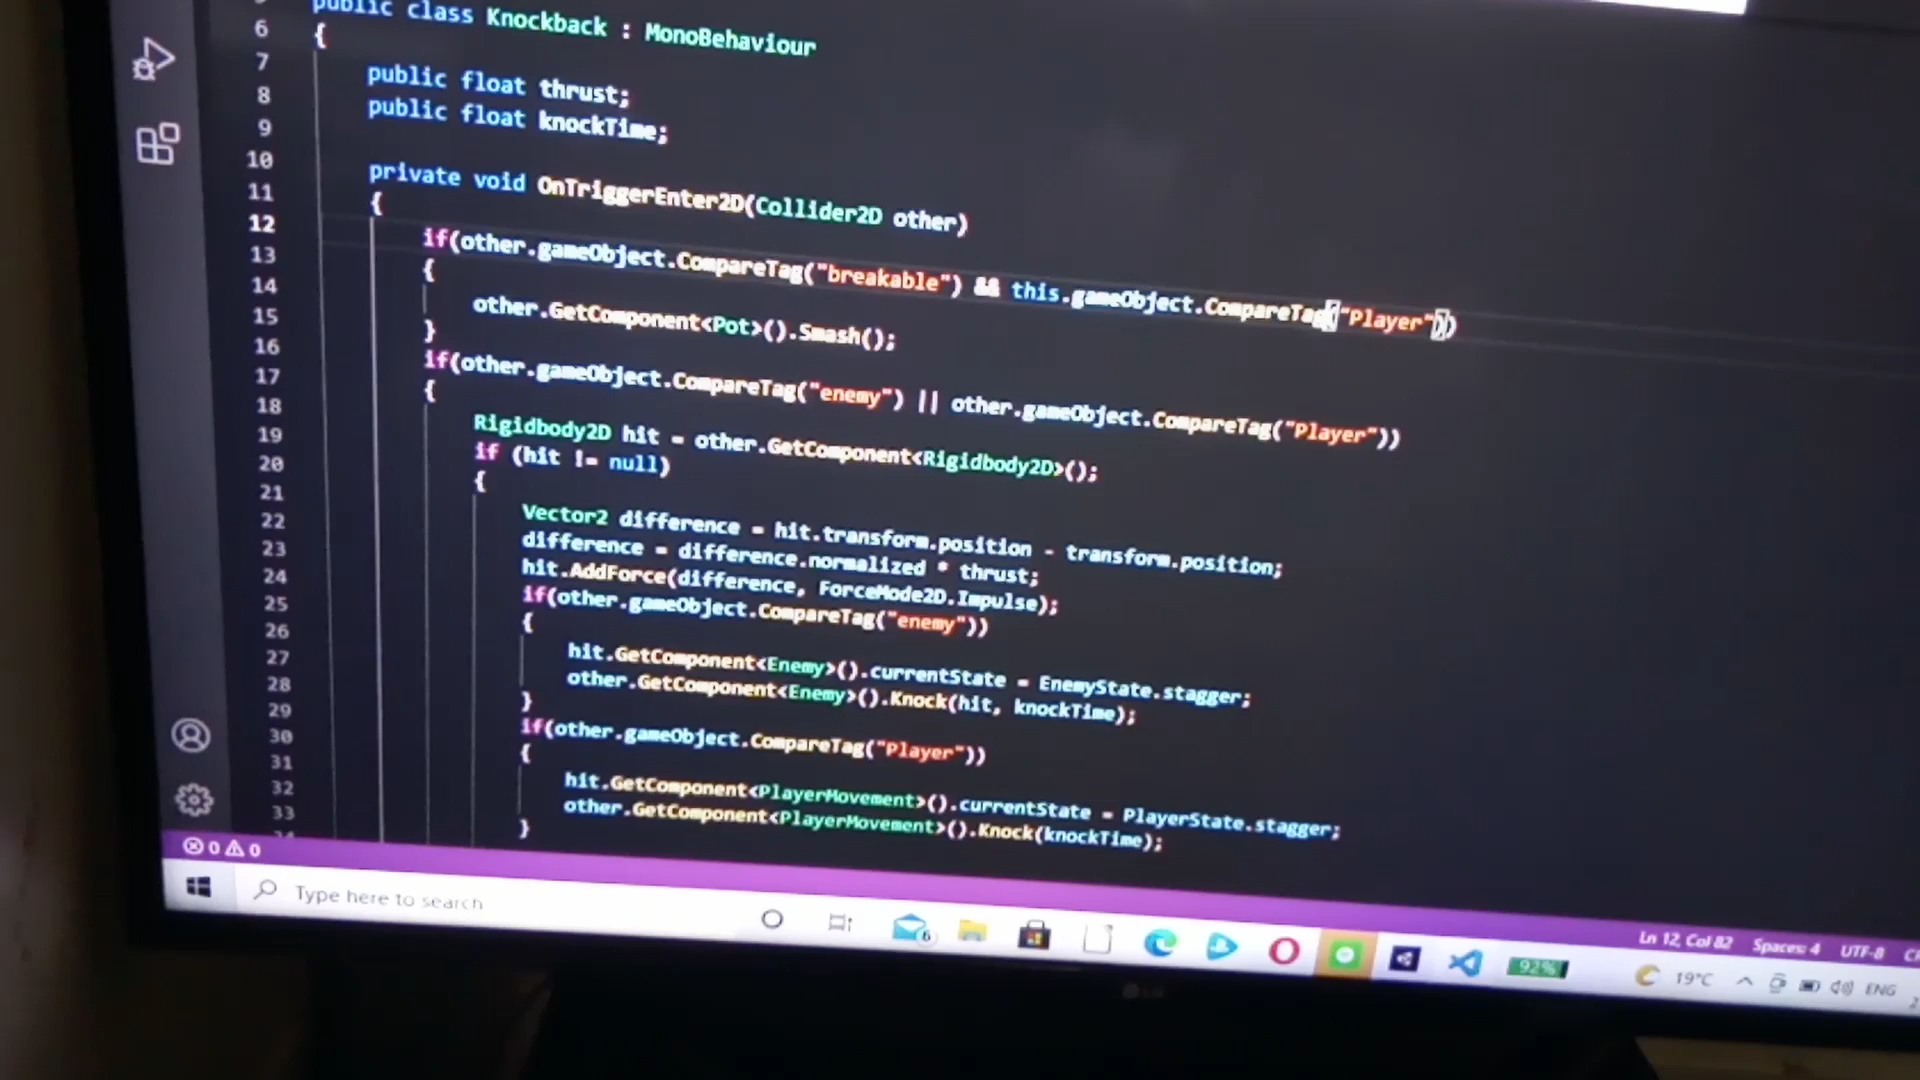 5
public class Knockback : MonoBehaviour
6 {
7
8 public float thrust;
9 public float knockTime;
10
11 private void OnTriggerEnter2D(Collider2D other)
12 {
13 if(other.gameObject.CompareTag("breakable") && this.gameObject.CompareTag("Player"))
14 {
15 other.GetComponent<Pot>().Smash();
16 }
17 if(other.gameObject.CompareTag("enemy") || other.gameObject.CompareTag("Player"))
18 {
19 Rigidbody2D hit = other.GetComponent<Rigidbody2D>();
20 if (hit != null)
21 {
22 Vector2 difference = hit.transform.position - transform.position;
23 difference = difference.normalized * thrust;
24 hit.AddForce(difference, ForceMode2D.Impulse);
25 if(other.gameObject.CompareTag("enemy"))
26 {
27 hit.GetComponent<Enemy>().currentState = EnemyState.stagger;
28 other.GetComponent<Enemy>().Knock(hit, knockTime);
29 }
30 if(other.gameObject.CompareTag("Player"))
31 {
32 hit.GetComponent<PlayerMovement>().currentState = PlayerState.stagger;
33 other.GetComponent<PlayerMovement>().Knock(knockTime);
34 }
0 0
Ln 12, Col 82 Spaces: 4 UTF-8
Type here to search
6
92%
19°C
ENG
LG